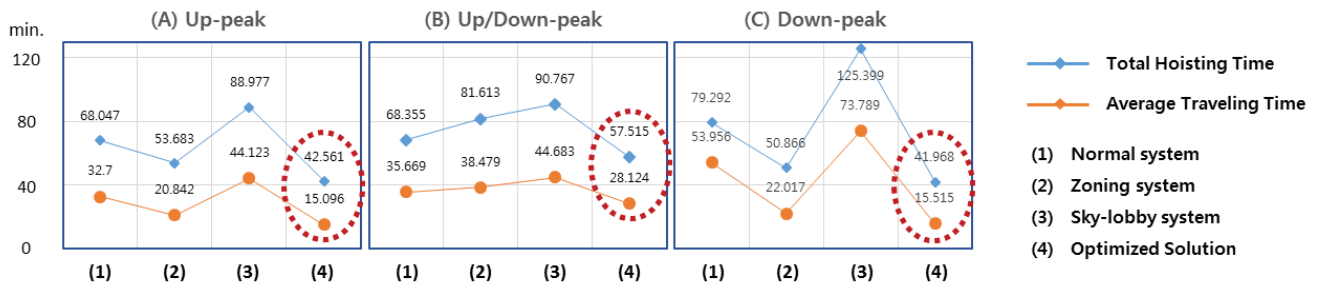 (A) Up-peak
(B) Up/Down-peak
(C) Down-peak
min.
120
80
40
0
68.047
53.683
88.977
42.561
32.7
20.842
44.123
15.096
68.355
81.613
90.767
57.515
35.669
38.479
44.683
28.124
79.292
50.866
125.399
41.968
53.956
22.017
73.789
15.515
(1) (2) (3) (4)
(1) (2) (3) (4)
(1) (2) (3) (4)
Total Hoisting Time
Average Traveling Time
(1) Normal system
(2) Zoning system
(3) Sky-lobby system
(4) Optimized Solution